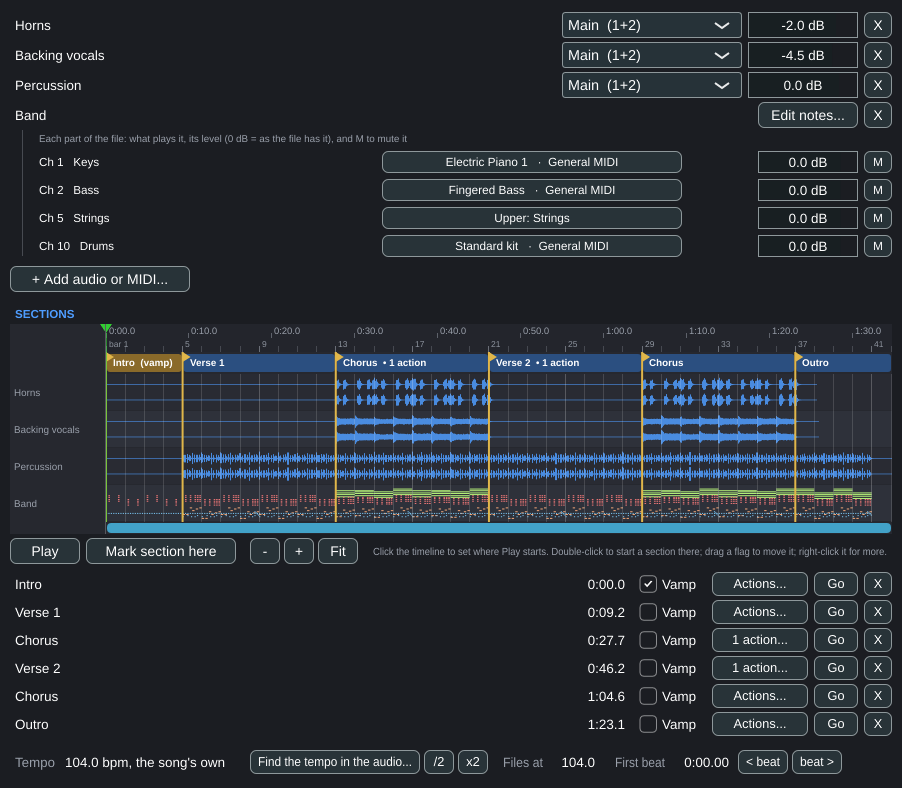 Horns Main (1+2) -2.0 dB X
Backing vocals Main (1+2) -4.5 dB X
Percussion Main (1+2) 0.0 dB X
Band Edit notes... X
Each part of the file: what plays it, its level (0 dB = as the file has it), and M to mute it
Ch 1 Keys Electric Piano 1 · General MIDI 0.0 dB M
Ch 2 Bass Fingered Bass · General MIDI 0.0 dB M
Ch 5 Strings Upper: Strings 0.0 dB M
Ch 10 Drums Standard kit · General MIDI 0.0 dB M
+ Add audio or MIDI...
SECTIONS
0:00.0 0:10.0 0:20.0 0:30.0 0:40.0 0:50.0 1:00.0 1:10.0 1:20.0 1:30.0
bar 1 5 9 13 17 21 25 29 33 37 41
Intro (vamp) Verse 1 Chorus • 1 action Verse 2 • 1 action Chorus Outro
Horns
Backing vocals
Percussion
Band
Play Mark section here - + Fit Click the timeline to set where Play starts. Double-click to start a section there; drag a flag to move it; right-click it for more.
Intro 0:00.0 Vamp Actions... Go X
Verse 1 0:09.2 Vamp Actions... Go X
Chorus 0:27.7 Vamp 1 action... Go X
Verse 2 0:46.2 Vamp 1 action... Go X
Chorus 1:04.6 Vamp Actions... Go X
Outro 1:23.1 Vamp Actions... Go X
Tempo 104.0 bpm, the song's own Find the tempo in the audio... /2 x2 Files at 104.0 First beat 0:00.00 < beat beat >